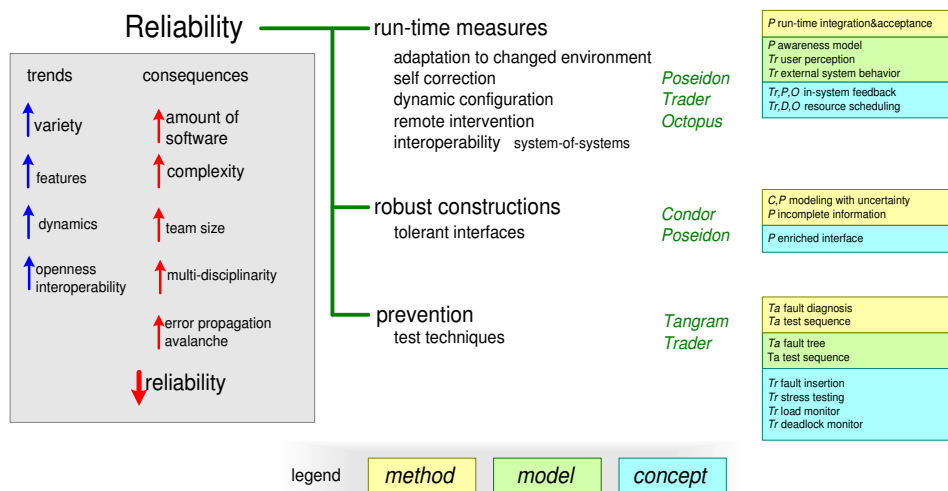 Reliability
trends
consequences
variety
features
dynamics
openness
interoperability
amount of
software
complexity
team size
multi-disciplinarity
error propagation
avalanche
reliability
run-time measures
adaptation to changed environment
self correction
dynamic configuration
remote intervention
interoperability system-of-systems
Poseidon
Trader
Octopus
P run-time integration&acceptance
P awareness model
Tr user perception
Tr external system behavior
Tr,P,O in-system feedback
Tr,D,O resource scheduling
robust constructions
tolerant interfaces
Condor
Poseidon
C,P modeling with uncertainty
P incomplete information
P enriched interface
prevention
test techniques
Tangram
Trader
Ta fault diagnosis
Ta test sequence
Ta fault tree
Ta test sequence
Tr fault insertion
Tr stress testing
Tr load monitor
Tr deadlock monitor
legend
method
model
concept